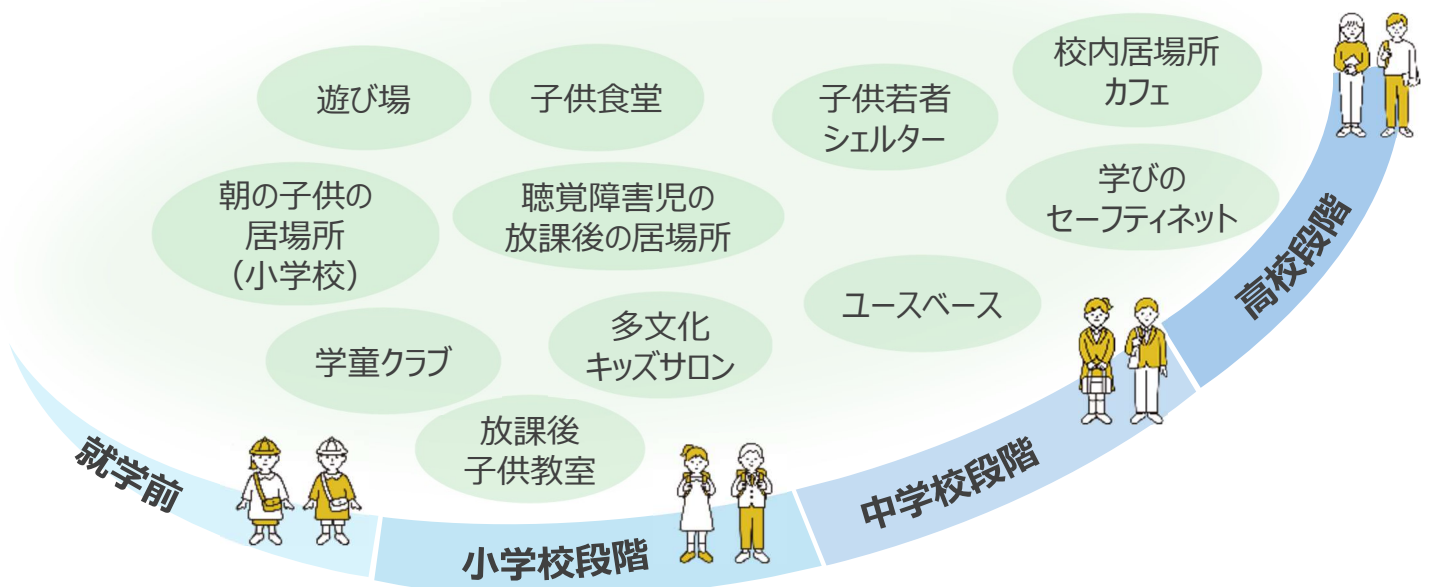 遊び場
子供食堂
子供若者
シェルター
校内居場所
カフェ
朝の子供の
居場所
（小学校）
聴覚障害児の
放課後の居場所
学びの
セーフティネット
ユースベース
多文化
キッズサロン
学童クラブ
放課後
子供教室
就学前
小学校段階
中学校段階
高校段階